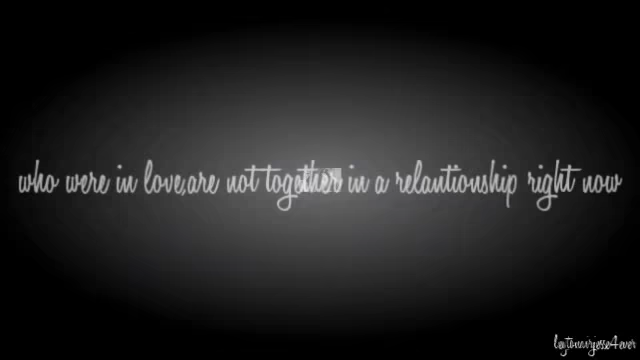 who were in love,are not together in a relantionship right now